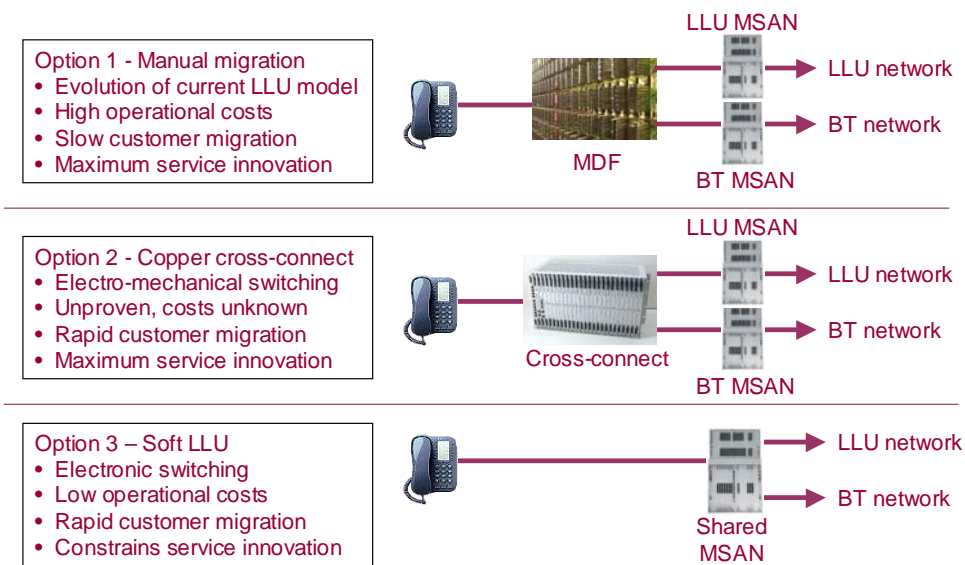 Option 1 - Manual migration
• Evolution of current LLU model
• High operational costs
• Slow customer migration
• Maximum service innovation
MDF
LLU MSAN
LLU network
BT network
BT MSAN
Option 2 - Copper cross-connect
• Electro-mechanical switching
• Unproven, costs unknown
• Rapid customer migration
• Maximum service innovation
Cross-connect
LLU MSAN
LLU network
BT network
BT MSAN
Option 3 – Soft LLU
• Electronic switching
• Low operational costs
• Rapid customer migration
• Constrains service innovation
LLU network
BT network
Shared
MSAN